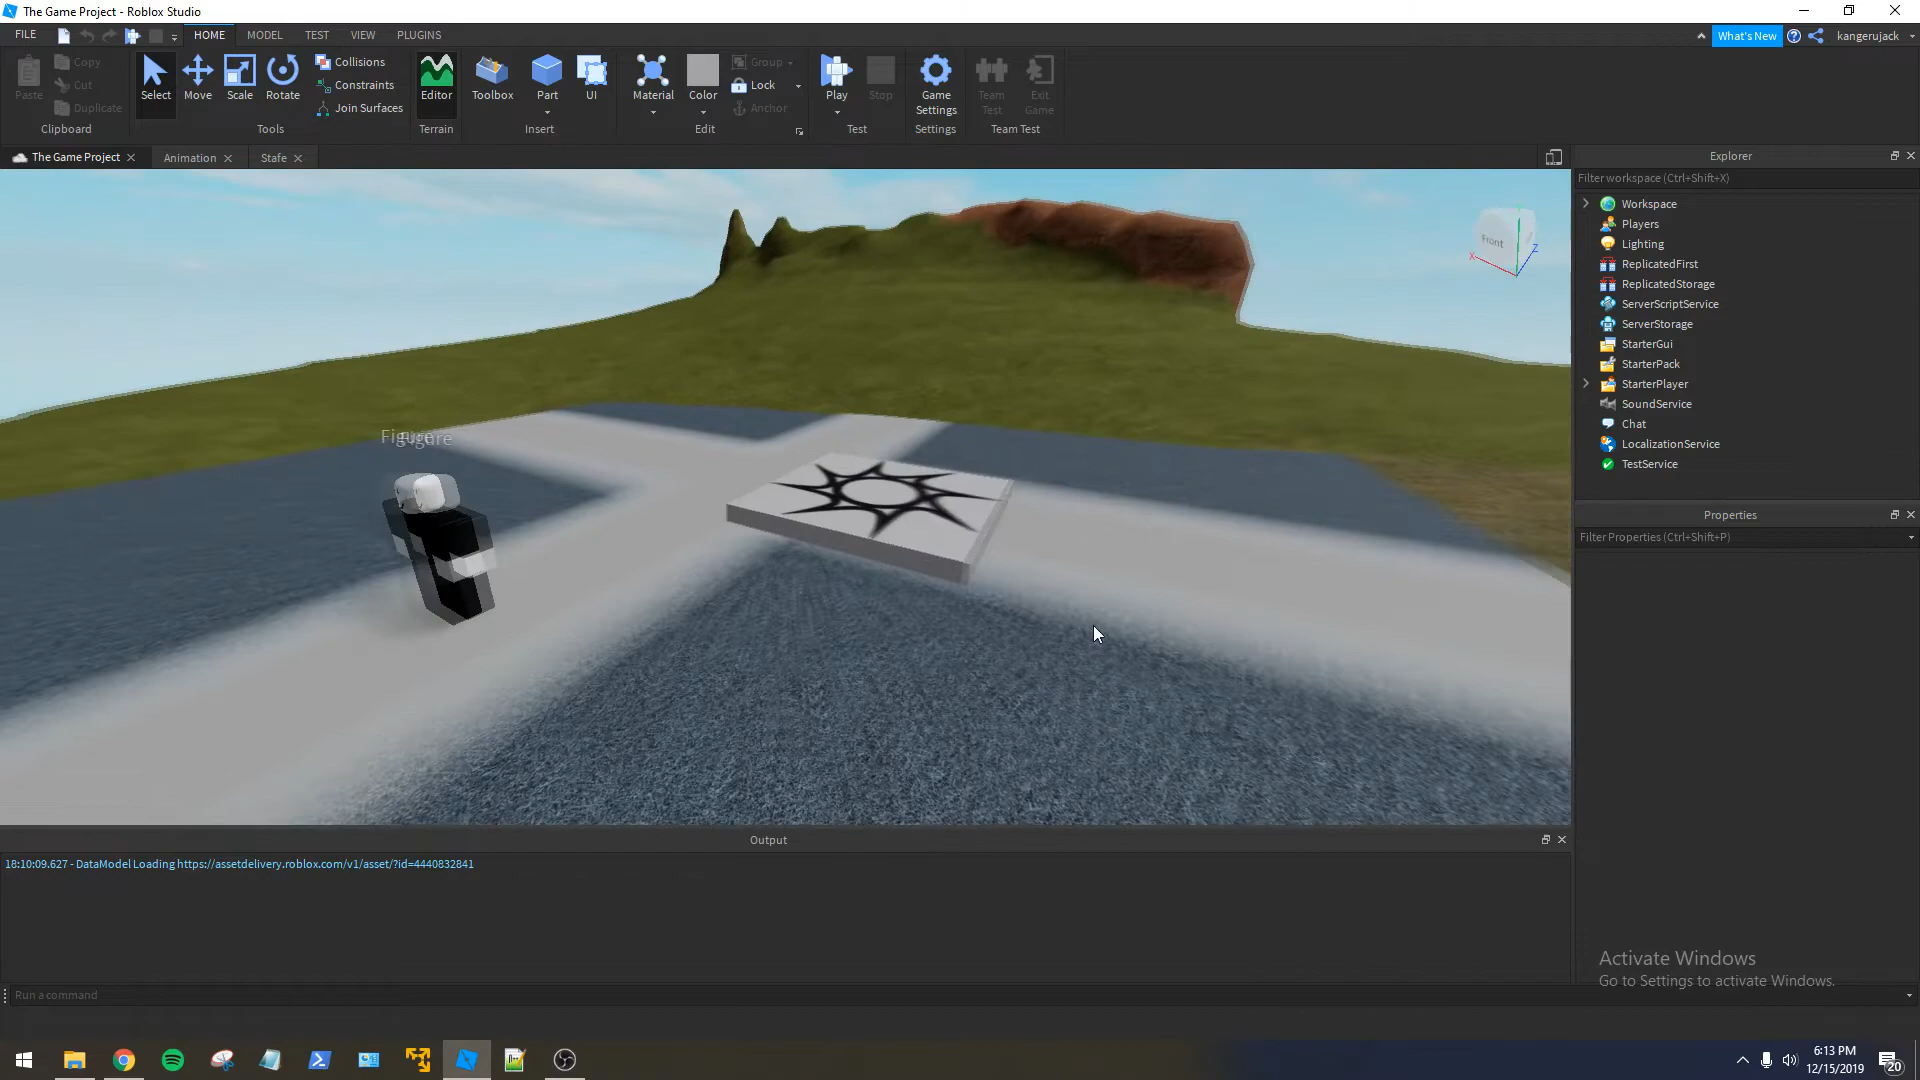 The Game Project - Roblox Studio
FILE HOME MODEL TEST VIEW PLUGINS What's New kangerujack
Paste Copy Cut Duplicate Clipboard
Select Move Scale Rotate Collisions Constraints Join Surfaces Tools
Editor Terrain
Toolbox Part UI Insert
Material Color Group Lock Anchor Edit
Play Stop Test
Game Settings Settings
Team Test Exit Game Team Test
The Game Project Animation Stafe
Explorer
Filter workspace (Ctrl+Shift+X)
Workspace
Players
Lighting
ReplicatedFirst
ReplicatedStorage
ServerScriptService
ServerStorage
StarterGui
StarterPack
StarterPlayer
SoundService
Chat
LocalizationService
TestService
Front
X
Z
Properties
Filter Properties (Ctrl+Shift+P)
Output
18:10:09.627 - DataModel Loading https://assetdelivery.roblox.com/v1/asset/?id=4440832841
Activate Windows
Go to Settings to activate Windows.
Run a command
6:13 PM
12/15/2019
20